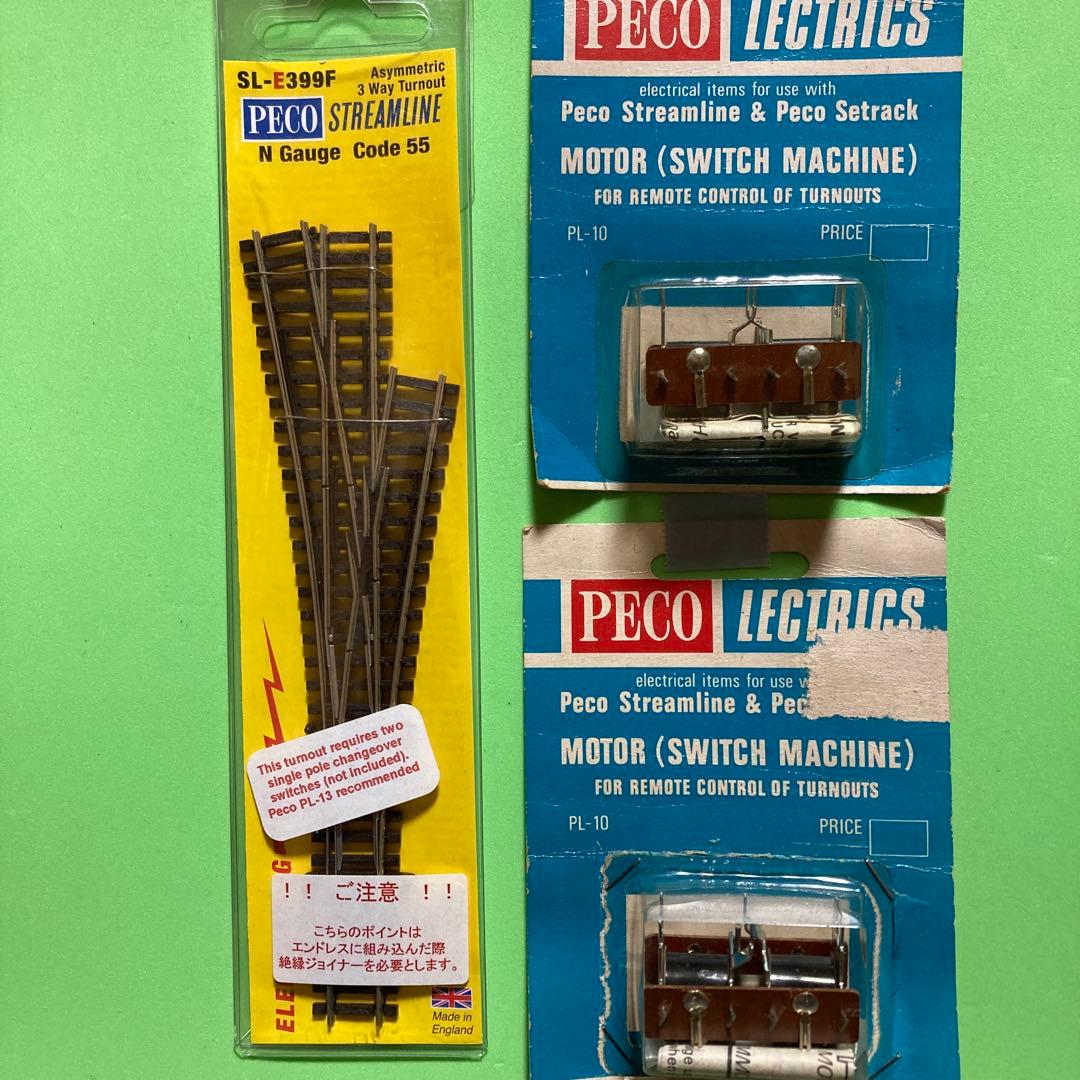 SL-E399F
Asymmetric
3 Way Turnout
PECO STREAMLINE
N Gauge Code 55
This turnout requires two
single pole changeover
switches (not included).
Peco PL-13 recommended
!! ご注意 !!
こちらのポイントは
エンドレスに組み込んだ際
絶縁ジョイナーを必要とします。
Made in
England
PECO LECTRICS
electrical items for use with
Peco Streamline & Peco Setrack
MOTOR (SWITCH MACHINE)
FOR REMOTE CONTROL OF TURNOUTS
PL-10 PRICE
PECO LECTRICS
electrical items for use w
Peco Streamline & Pec
MOTOR (SWITCH MACHINE)
FOR REMOTE CONTROL OF TURNOUTS
PL-10 PRICE